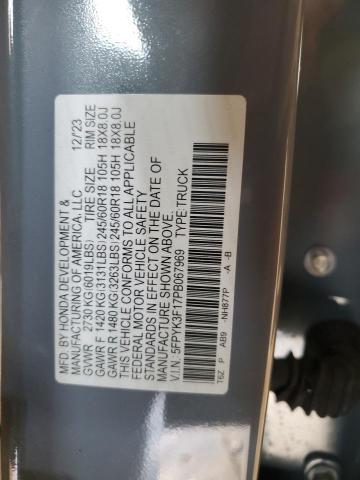 MFD. BY HONDA DEVELOPMENT &
MANUFACTURING OF AMERICA, LLC 12/'23
GVWR 2730 KG(6019LBS) TIRE SIZE RIM SIZE
GAWR F 1420 KG(3131LBS) 245/60R18 105H 18X8.0J
GAWR R 1480 KG(3263LBS) 245/60R18 105H 18X8.0J
THIS VEHICLE CONFORMS TO ALL APPLICABLE
FEDERAL MOTOR VEHICLE SAFETY
STANDARDS IN EFFECT ON THE DATE OF
MANUFACTURE SHOWN ABOVE.
V.I.N. 5FPYK3F17PB067969 TYPE:TRUCK
T6Z P AB9 NH877P -A -B